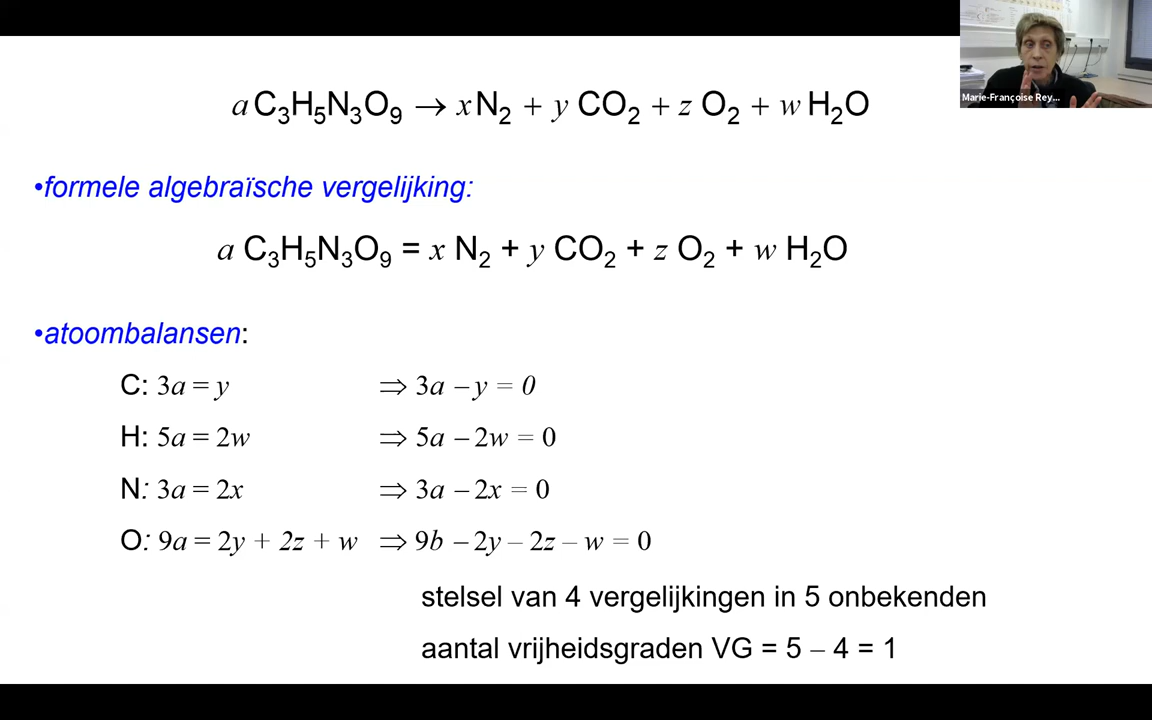 Marie-Françoise Rey...
a C₃H₅N₃O₉ → x N₂ + y CO₂ + z O₂ + w H₂O
•formele algebraïsche vergelijking:
a C₃H₅N₃O₉ = x N₂ + y CO₂ + z O₂ + w H₂O
•atoombalansen:
C: 3a = y ⇒ 3a – y = 0
H: 5a = 2w ⇒ 5a – 2w = 0
N: 3a = 2x ⇒ 3a – 2x = 0
O: 9a = 2y + 2z + w ⇒ 9b – 2y – 2z – w = 0
stelsel van 4 vergelijkingen in 5 onbekenden
aantal vrijheidsgraden VG = 5 – 4 = 1